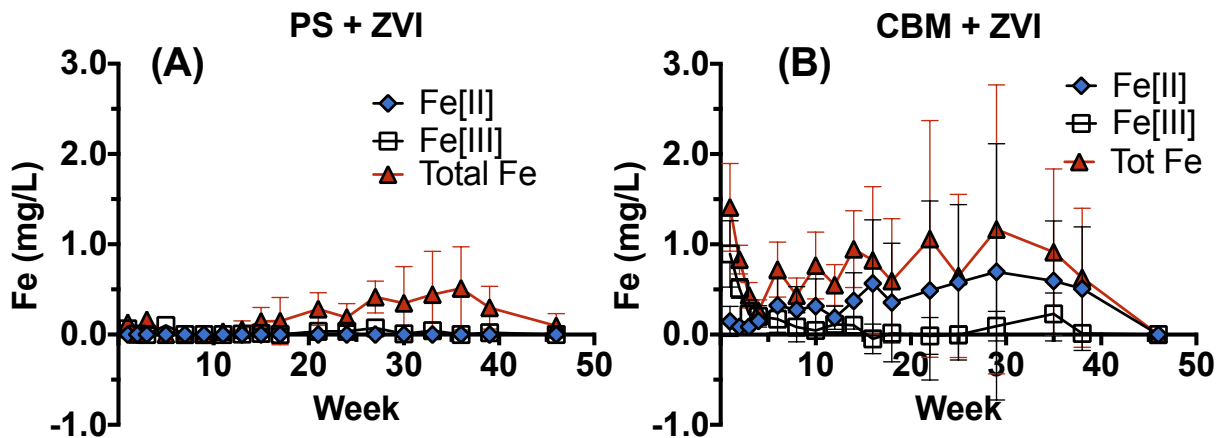 PS + ZVI
(A)
3.0
2.0
1.0
0.0
-1.0
Fe (mg/L)
Fe[II]
Fe[III]
Total Fe
10 20 30 40 50
Week
CBM + ZVI
(B)
3.0
2.0
1.0
0.0
-1.0
Fe (mg/L)
Fe[II]
Fe[III]
Tot Fe
10 20 30 40 50
Week